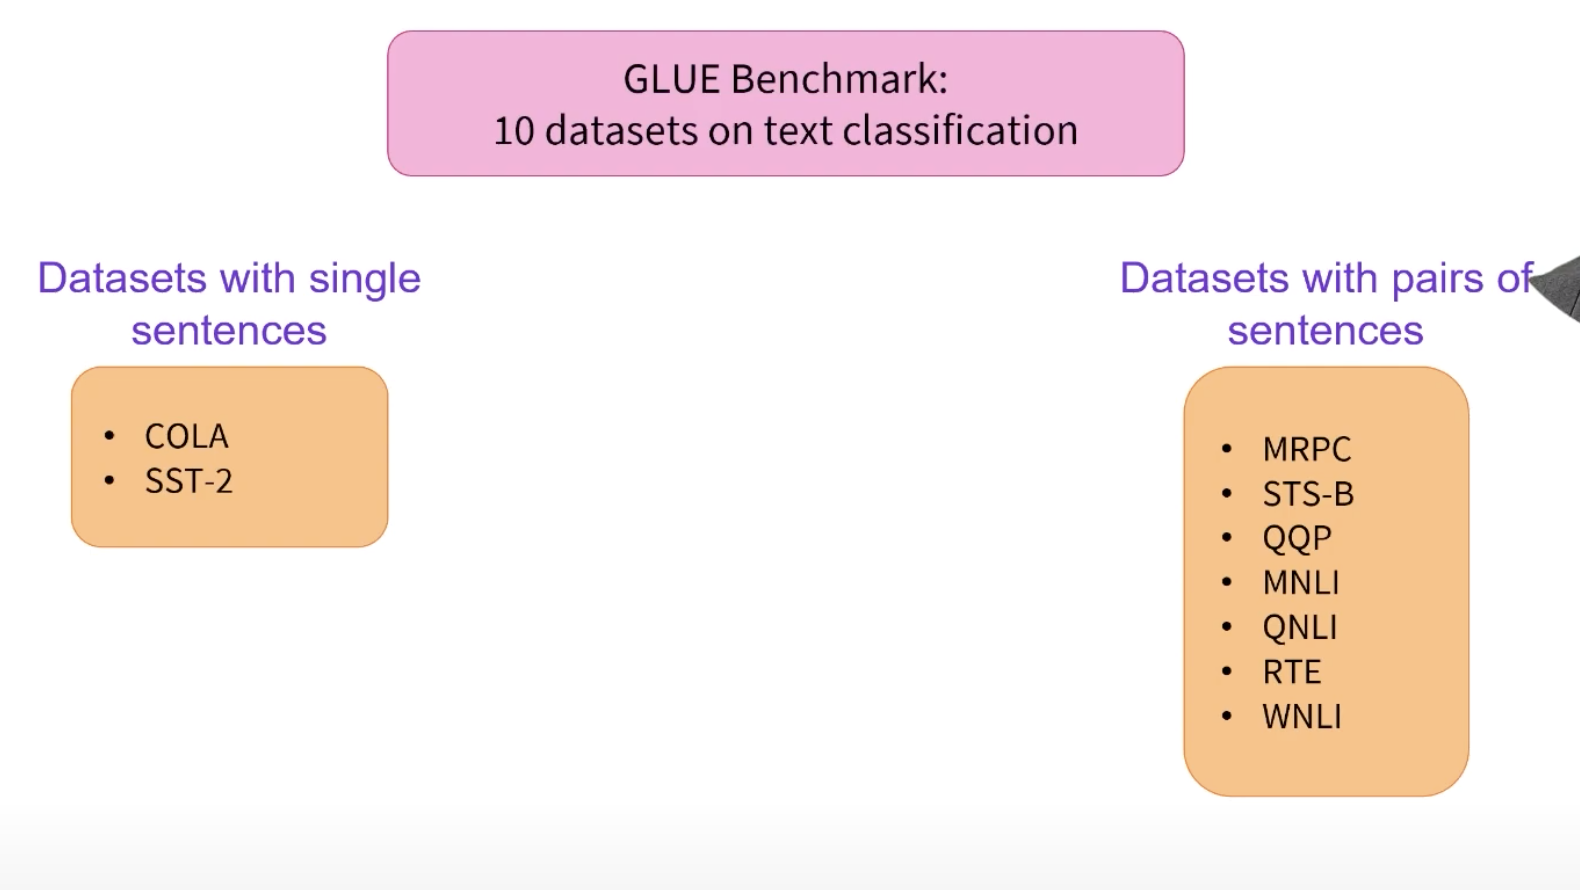 GLUE Benchmark:
10 datasets on text classification
Datasets with single
sentences
• COLA
• SST-2
Datasets with pairs of
sentences
• MRPC
• STS-B
• QQP
• MNLI
• QNLI
• RTE
• WNLI